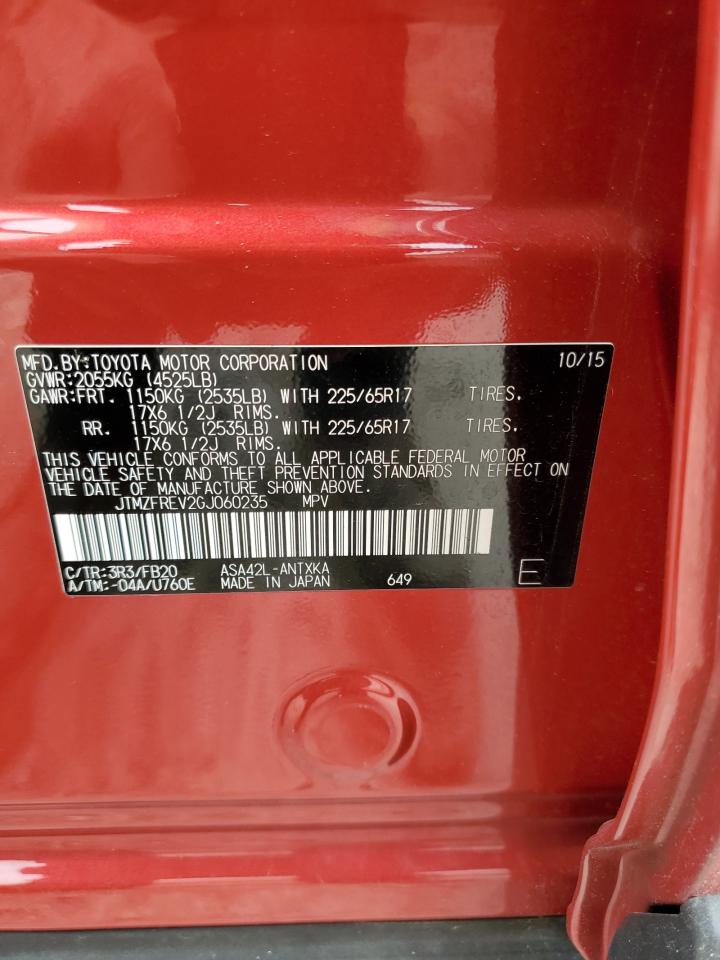 MFD.BY:TOYOTA MOTOR CORPORATION 10/15
GVWR:2055KG (4525LB)
GAWR:FRT. 1150KG (2535LB) WITH 225/65R17 TIRES.
17X6 1/2J RIMS.
RR. 1150KG (2535LB) WITH 225/65R17 TIRES.
17X6 1/2J RIMS.
THIS VEHICLE CONFORMS TO ALL APPLICABLE FEDERAL MOTOR
VEHICLE SAFETY AND THEFT PREVENTION STANDARDS IN EFFECT ON
THE DATE OF MANUFACTURE SHOWN ABOVE.
JTMZFREV2GJ060235 MPV
C/TR:3R3/FB20 ASA42L-ANTXKA
A/TM:-04A/U760E MADE IN JAPAN 649 E